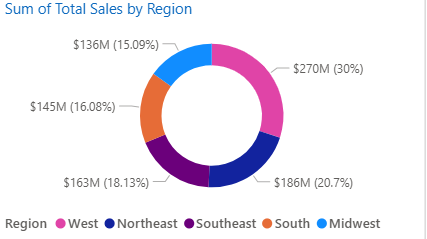 Sum of Total Sales by Region
$136M (15.09%)
$270M (30%)
$145M (16.08%)
$163M (18.13%)
$186M (20.7%)
Region West Northeast Southeast South Midwest